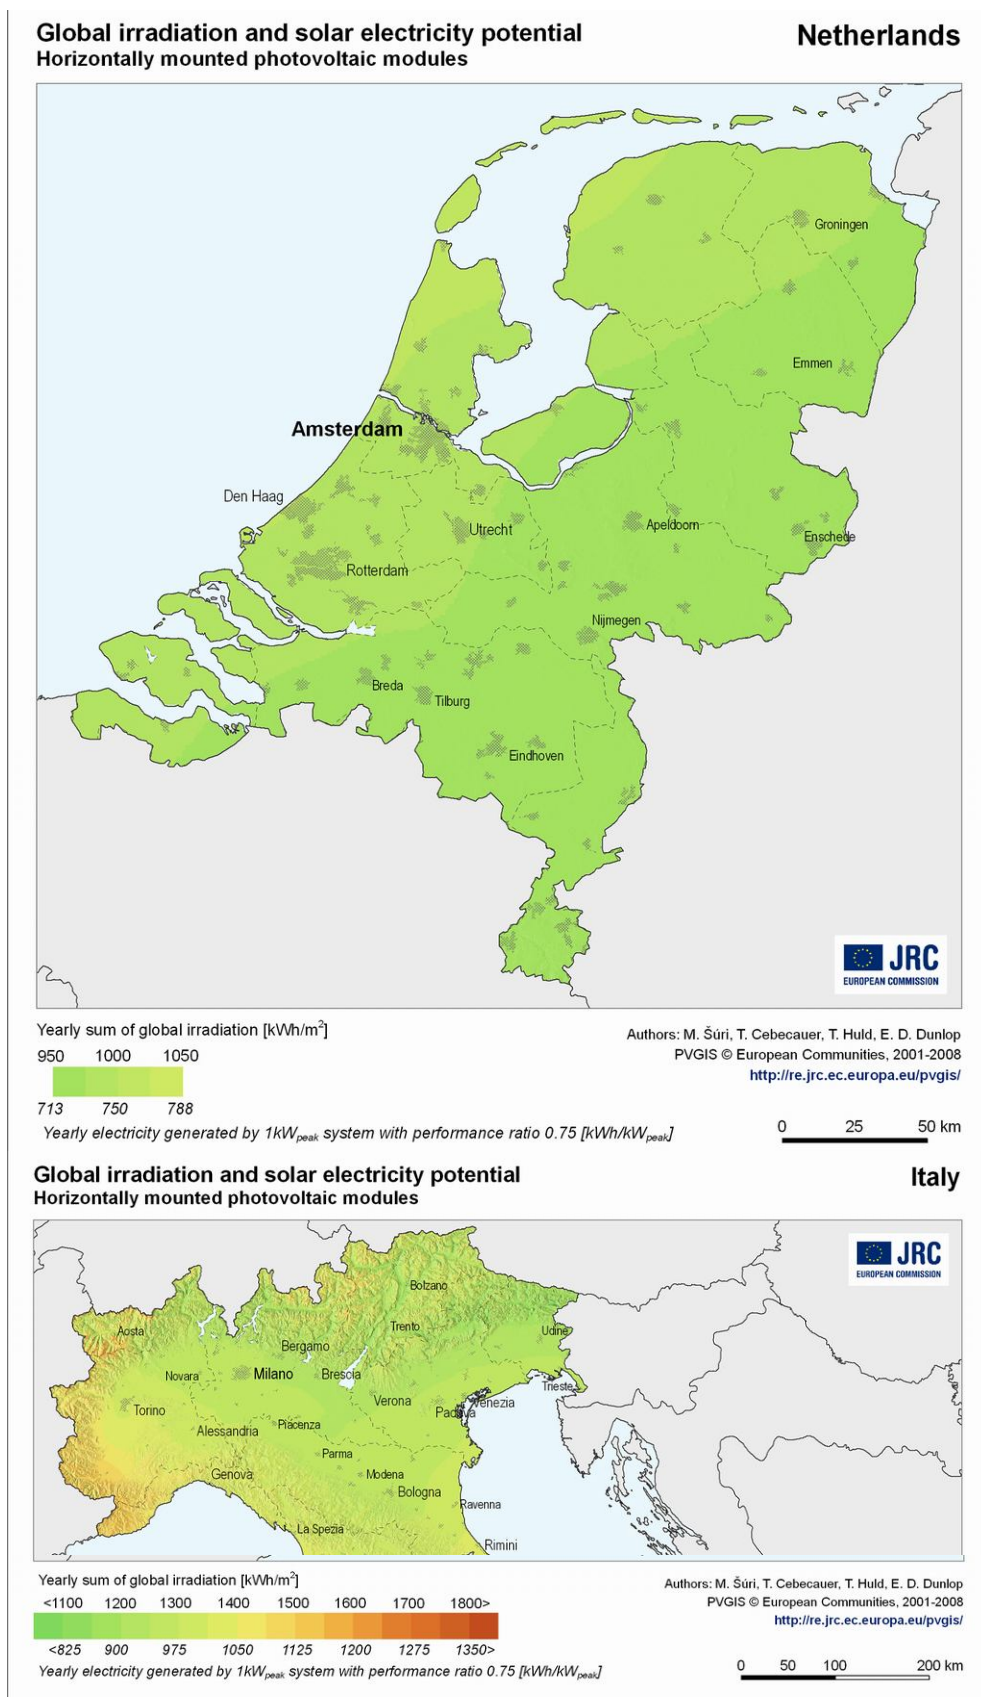 Global irradiation and solar electricity potential
Horizontally mounted photovoltaic modules
Netherlands
Groningen
Emmen
Amsterdam
Den Haag
Utrecht
Apeldoorn
Enschede
Rotterdam
Nijmegen
Breda
Tilburg
Eindhoven
JRC
EUROPEAN COMMISSION
Yearly sum of global irradiation [kWh/m²]
950 1000 1050
713 750 788
Yearly electricity generated by 1kWpeak system with performance ratio 0.75 [kWh/kWpeak]
Authors: M. Šúri, T. Cebecauer, T. Huld, E. D. Dunlop
PVGIS © European Communities, 2001-2008
http://re.jrc.ec.europa.eu/pvgis/
0 25 50 km
Global irradiation and solar electricity potential
Horizontally mounted photovoltaic modules
Italy
JRC
EUROPEAN COMMISSION
Bolzano
Aosta
Trento
Udine
Bergamo
Novara
Milano
Brescia
Trieste
Verona
Padova
Venezia
Torino
Alessandria
Piacenza
Parma
Genova
Modena
Bologna
Ravenna
La Spezia
Rimini
Yearly sum of global irradiation [kWh/m²]
<1100 1200 1300 1400 1500 1600 1700 1800>
<825 900 975 1050 1125 1200 1275 1350>
Yearly electricity generated by 1kWpeak system with performance ratio 0.75 [kWh/kWpeak]
Authors: M. Šúri, T. Cebecauer, T. Huld, E. D. Dunlop
PVGIS © European Communities, 2001-2008
http://re.jrc.ec.europa.eu/pvgis/
0 50 100 200 km